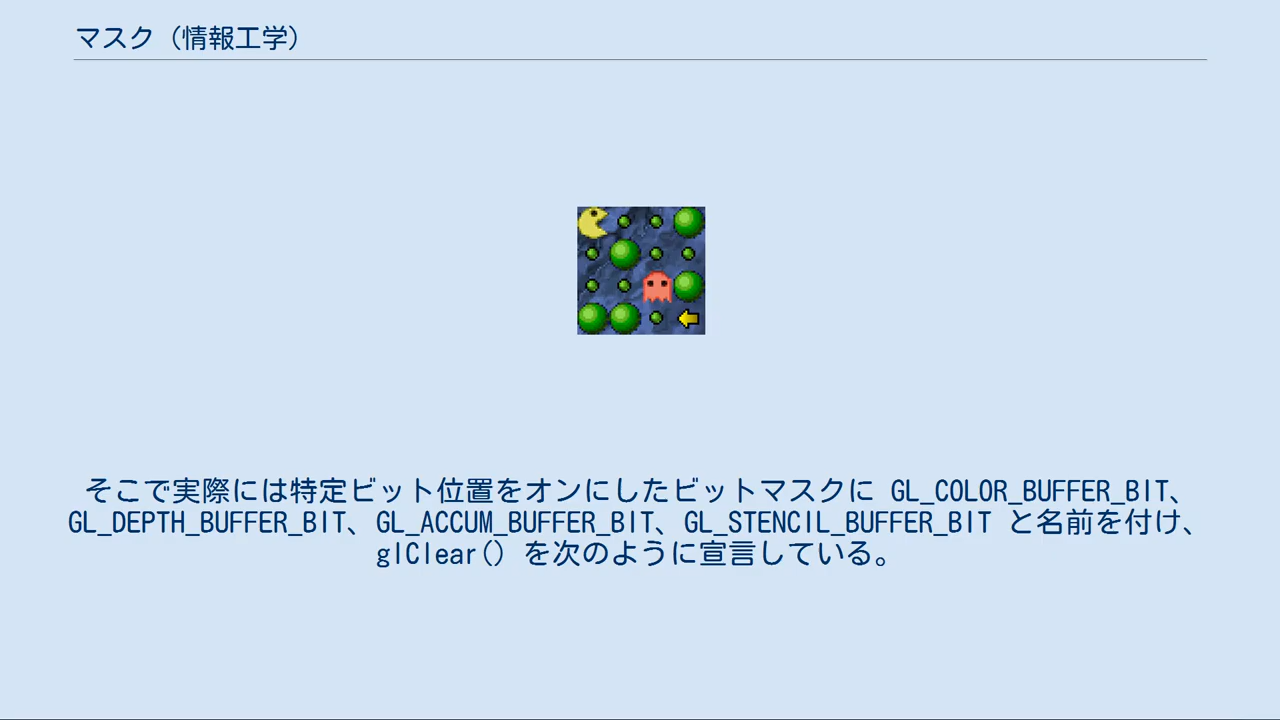 マスク（情報工学）
そこで実際には特定ビット位置をオンにしたビットマスクに GL_COLOR_BUFFER_BIT、
GL_DEPTH_BUFFER_BIT、GL_ACCUM_BUFFER_BIT、GL_STENCIL_BUFFER_BIT と名前を付け、
glClear() を次のように宣言している。